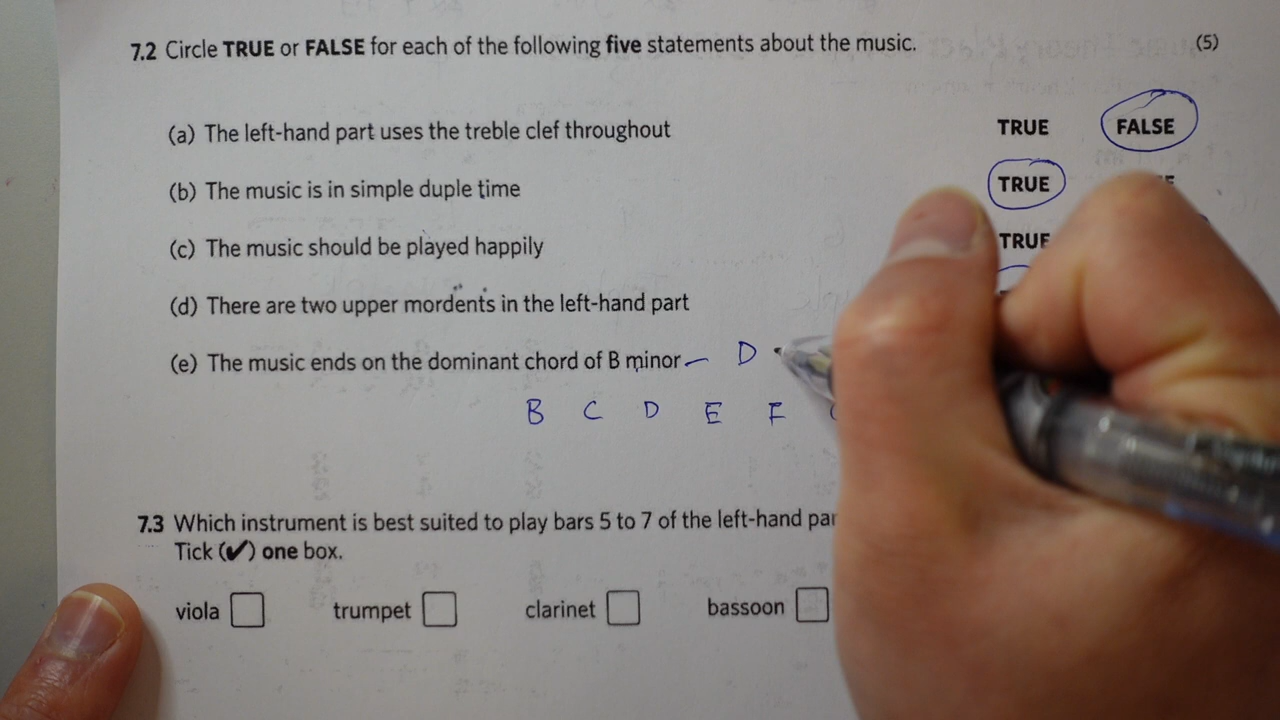 7.2 Circle TRUE or FALSE for each of the following five statements about the music. (5)
(a) The left-hand part uses the treble clef throughout TRUE FALSE
(b) The music is in simple duple time TRUE
(c) The music should be played happily TRUE
(d) There are two upper mordents in the left-hand part
(e) The music ends on the dominant chord of B minor – D
B C D E F
7.3 Which instrument is best suited to play bars 5 to 7 of the left-hand
Tick (✔) one box.
viola trumpet clarinet bassoon